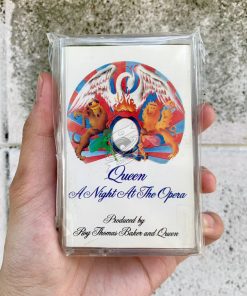 Queen
A Night At The Opera
Produced by
Roy Thomas Baker and Queen